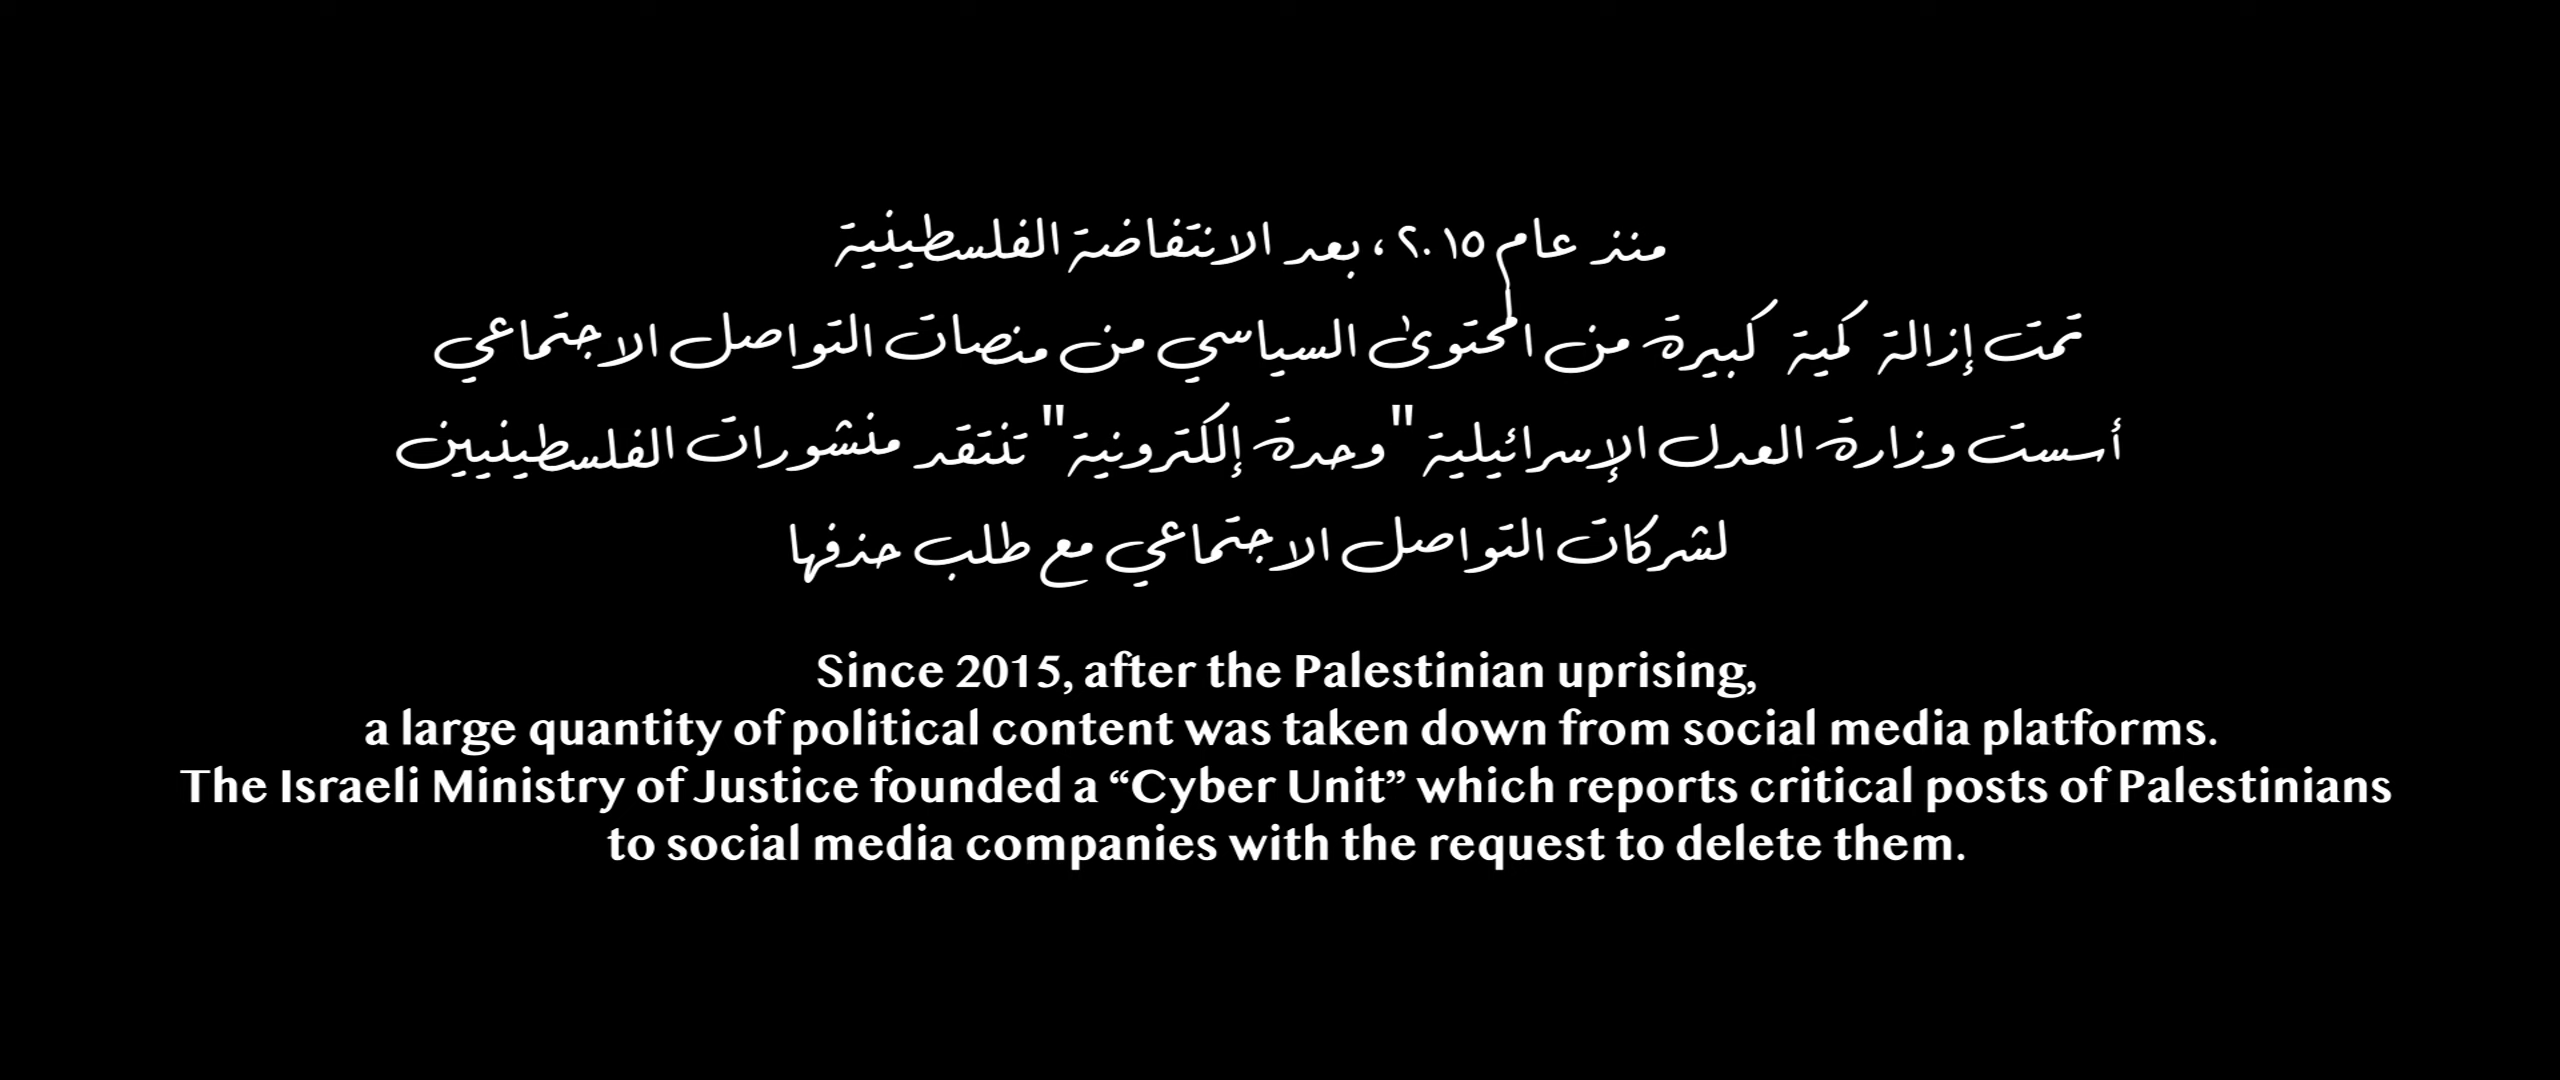 منذ عام ٢٠١٥، بعد الانتفاضة الفلسطينية
تمت إزالة كمية كبيرة من المحتوى السياسي من منصات التواصل الاجتماعي
أسست وزارة العدل الإسرائيلية "وحدة إلكترونية" تنتقد منشورات الفلسطينيين
لشركات التواصل الاجتماعي مع طلب حذفها
Since 2015, after the Palestinian uprising,
a large quantity of political content was taken down from social media platforms.
The Israeli Ministry of Justice founded a “Cyber Unit” which reports critical posts of Palestinians
to social media companies with the request to delete them.